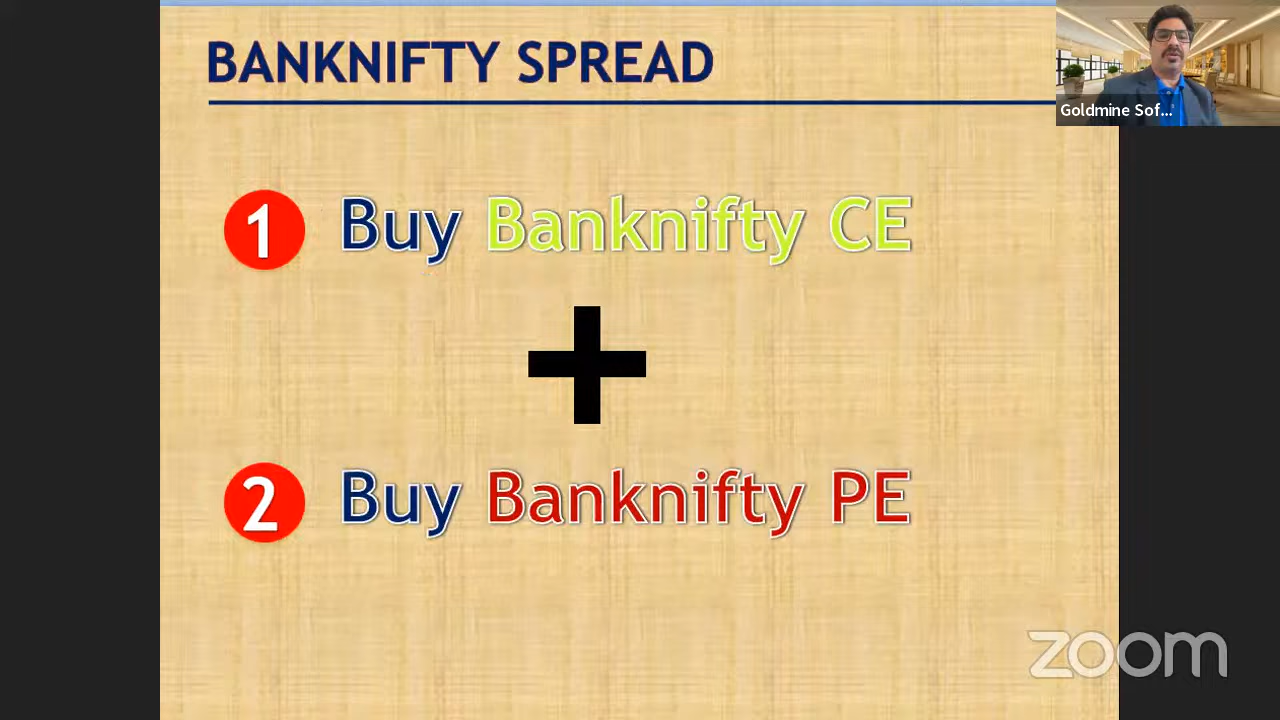 BANKNIFTY SPREAD
Goldmine Sof...
1 Buy Banknifty CE
+
2 Buy Banknifty PE
zoom